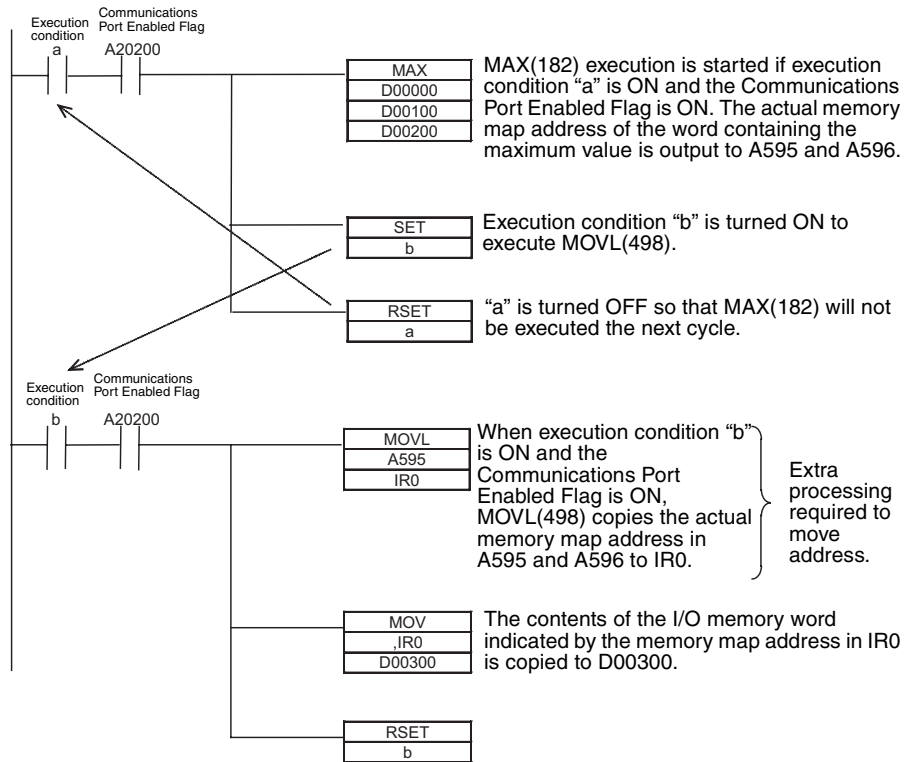 Execution
condition
Communications
Port Enabled Flag
a
A20200
MAX
D00000
D00100
D00200
MAX(182) execution is started if execution
condition “a” is ON and the Communications
Port Enabled Flag is ON. The actual memory
map address of the word containing the
maximum value is output to A595 and A596.
SET
b
Execution condition “b” is turned ON to
execute MOVL(498).
RSET
a
“a” is turned OFF so that MAX(182) will not
be executed the next cycle.
Execution
condition
Communications
Port Enabled Flag
b
A20200
MOVL
A595
IR0
When execution condition “b”
is ON and the
Communications Port
Enabled Flag is ON,
MOVL(498) copies the actual
memory map address in
A595 and A596 to IR0.
Extra
processing
required to
move
address.
MOV
,IR0
D00300
The contents of the I/O memory word
indicated by the memory map address in IR0
is copied to D00300.
RSET
b